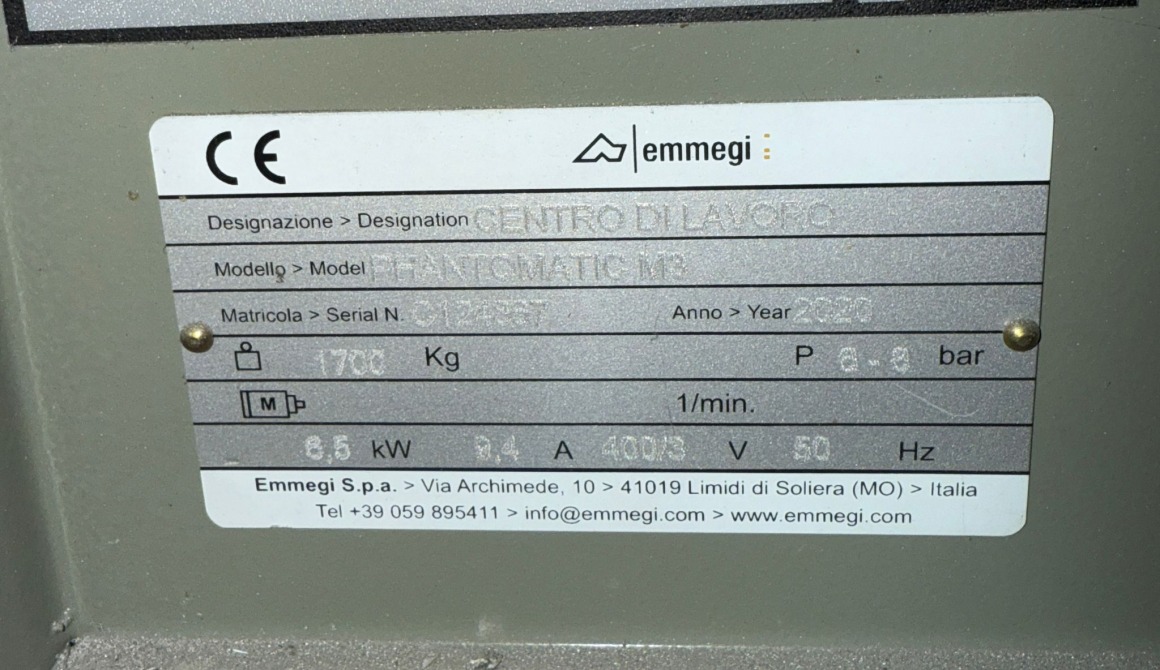 CE emmegi
Designazione > Designation CENTRO DI LAVORO
Modello > Model PHANTOMATIC M3
Matricola > Serial N. Anno > Year 2020
1700 Kg P bar
M 1/min.
6,5 kW 9,4 A 400/3 V 50 Hz
Emmegi S.p.a. > Via Archimede, 10 > 41019 Limidi di Soliera (MO) > Italia
Tel +39 059 895411 > info@emmegi.com > www.emmegi.com